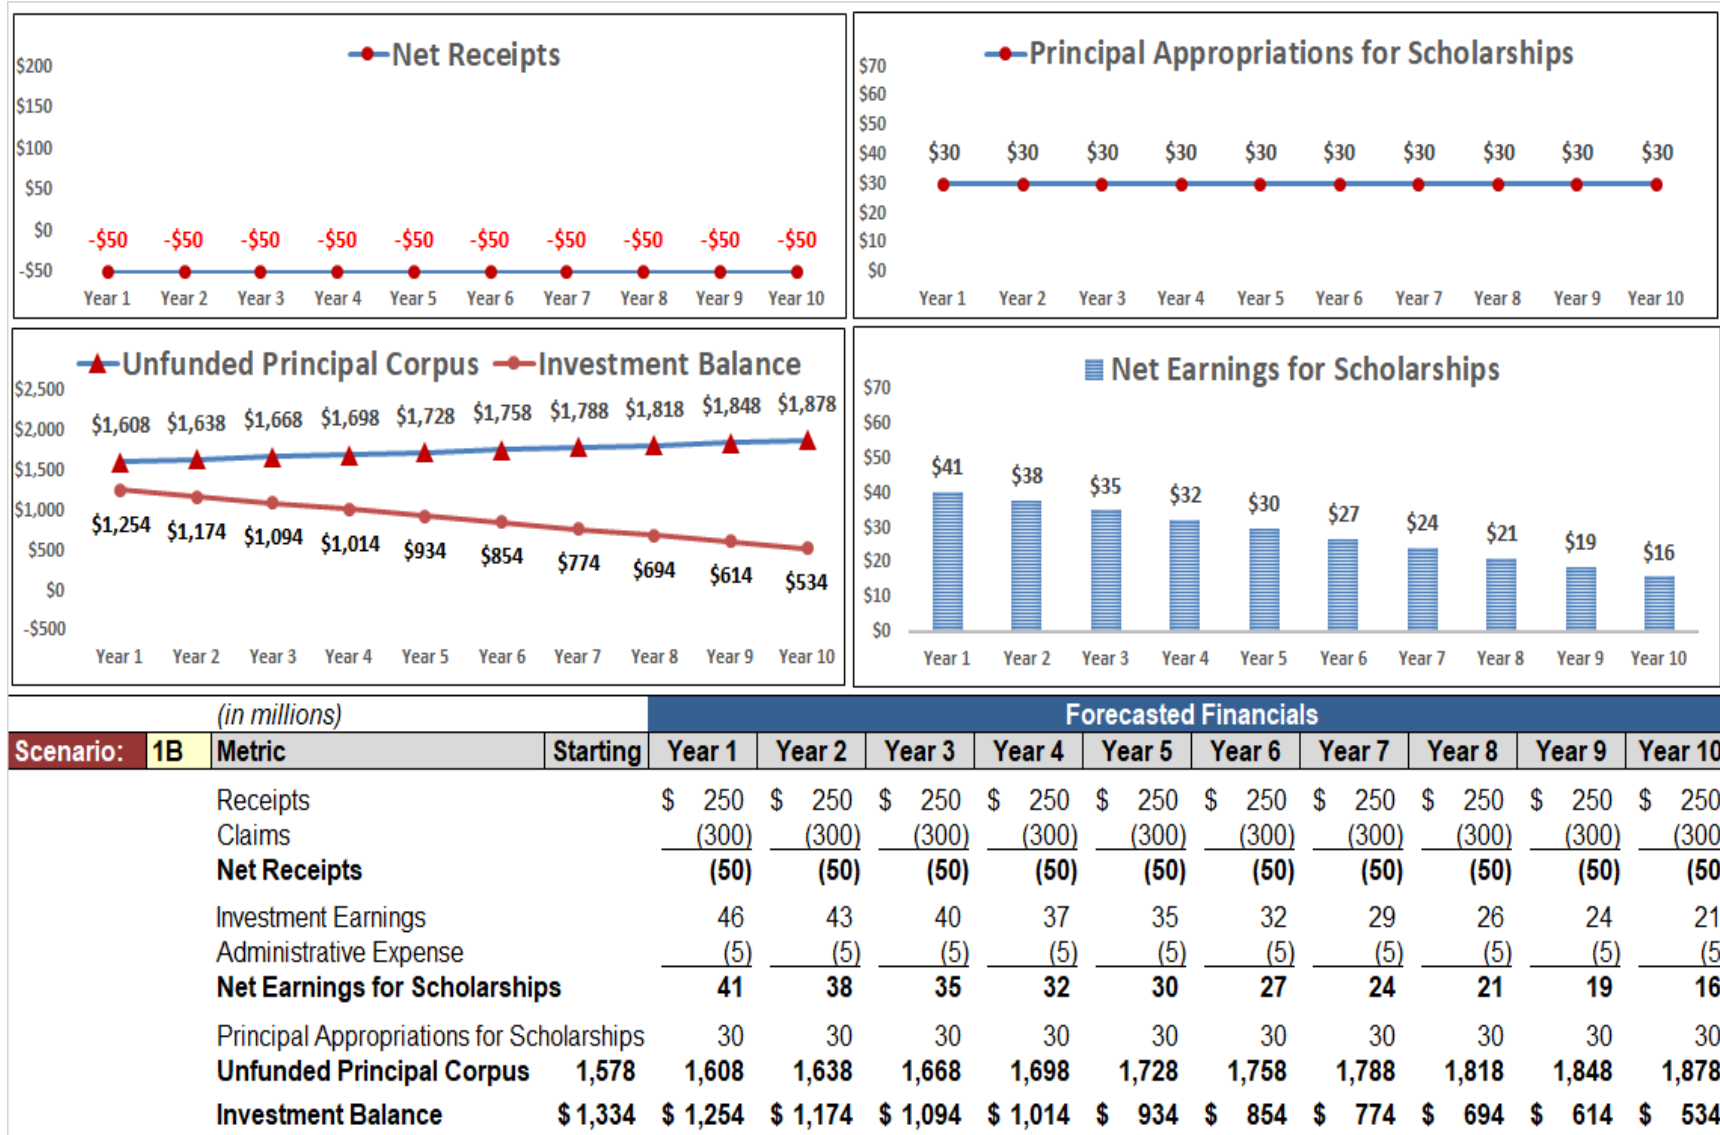 Net Receipts
$200
$150
$100
$50
$0
-$50
-$50 -$50 -$50 -$50 -$50 -$50 -$50 -$50 -$50 -$50
Year 1 Year 2 Year 3 Year 4 Year 5 Year 6 Year 7 Year 8 Year 9 Year 10
Principal Appropriations for Scholarships
$70
$60
$50
$40
$30
$20
$10
$0
$30 $30 $30 $30 $30 $30 $30 $30 $30 $30
Year 1 Year 2 Year 3 Year 4 Year 5 Year 6 Year 7 Year 8 Year 9 Year 10
Unfunded Principal Corpus Investment Balance
$2,500
$2,000
$1,500
$1,000
$500
$0
-$500
$1,608 $1,638 $1,668 $1,698 $1,728 $1,758 $1,788 $1,818 $1,848 $1,878
$1,254 $1,174 $1,094 $1,014 $934 $854 $774 $694 $614 $534
Year 1 Year 2 Year 3 Year 4 Year 5 Year 6 Year 7 Year 8 Year 9 Year 10
Net Earnings for Scholarships
$70
$60
$50
$40
$30
$20
$10
$0
$41 $38 $35 $32 $30 $27 $24 $21 $19 $16
Year 1 Year 2 Year 3 Year 4 Year 5 Year 6 Year 7 Year 8 Year 9 Year 10
(in millions) Forecasted Financials
Scenario: 1B Metric Starting Year 1 Year 2 Year 3 Year 4 Year 5 Year 6 Year 7 Year 8 Year 9 Year 10
Receipts $ 250 $ 250 $ 250 $ 250 $ 250 $ 250 $ 250 $ 250 $ 250 $ 250
Claims (300) (300) (300) (300) (300) (300) (300) (300) (300) (300
Net Receipts (50) (50) (50) (50) (50) (50) (50) (50) (50) (50
Investment Earnings 46 43 40 37 35 32 29 26 24 21
Administrative Expense (5) (5) (5) (5) (5) (5) (5) (5) (5) (5
Net Earnings for Scholarships 41 38 35 32 30 27 24 21 19 16
Principal Appropriations for Scholarships 30 30 30 30 30 30 30 30 30 30
Unfunded Principal Corpus 1,578 1,608 1,638 1,668 1,698 1,728 1,758 1,788 1,818 1,848 1,878
Investment Balance $ 1,334 $ 1,254 $ 1,174 $ 1,094 $ 1,014 $ 934 $ 854 $ 774 $ 694 $ 614 $ 534